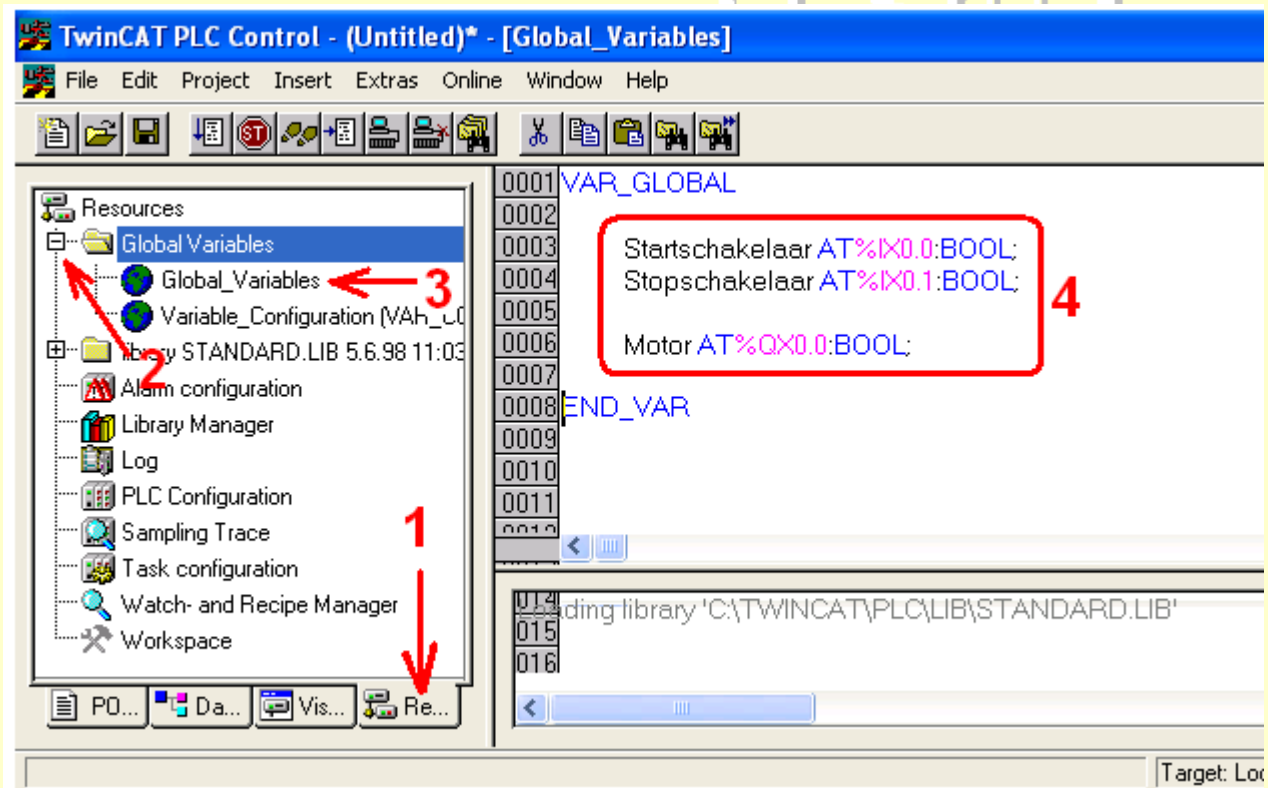 TwinCAT PLC Control - (Untitled)* - [Global_Variables]
File Edit Project Insert Extras Online Window Help
Resources
Global Variables
Global_Variables
3
Variable_Configuration
2
STANDARD.LIB 5.6.98 11:03
Alarm configuration
Library Manager
Log
PLC Configuration
Sampling Trace
1
Task configuration
Watch- and Recipe Manager
Workspace
PO... Da... Vis... Re...
0001 VAR_GLOBAL
0002
0003 Startschakelaar AT%IX0.0:BOOL;
0004 Stopschakelaar AT%IX0.1:BOOL;
4
0005
0006 Motor AT%QX0.0:BOOL;
0007
0008 END_VAR
0009
0010
0011
Loading library 'C:\TWINCAT\PLC\LIB\STANDARD.LIB'
015
016
Target: